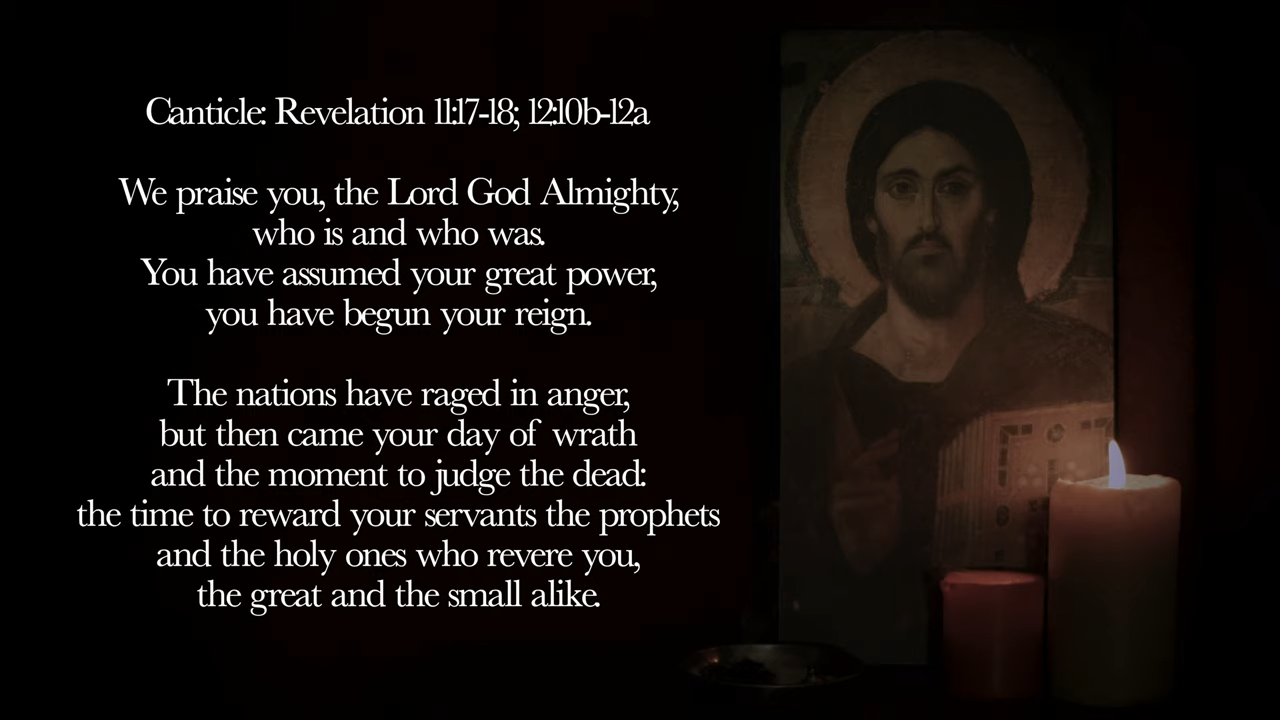 Canticle: Revelation 11:17-18; 12:10b-12a
We praise you, the Lord God Almighty,
who is and who was.
You have assumed your great power,
you have begun your reign.
The nations have raged in anger,
but then came your day of wrath
and the moment to judge the dead:
the time to reward your servants the prophets
and the holy ones who revere you,
the great and the small alike.